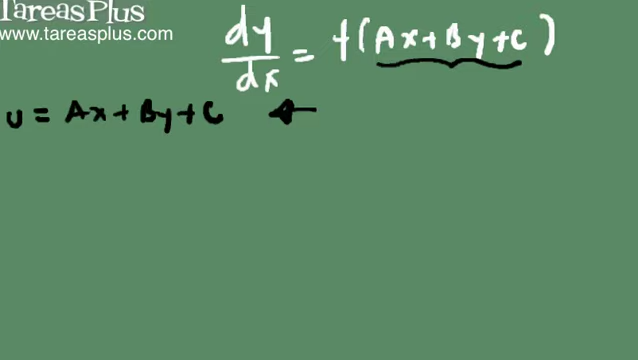 TareasPlus
www.tareasplus.com
dy/dx = f(Ax+By+C)
u = Ax+By+C